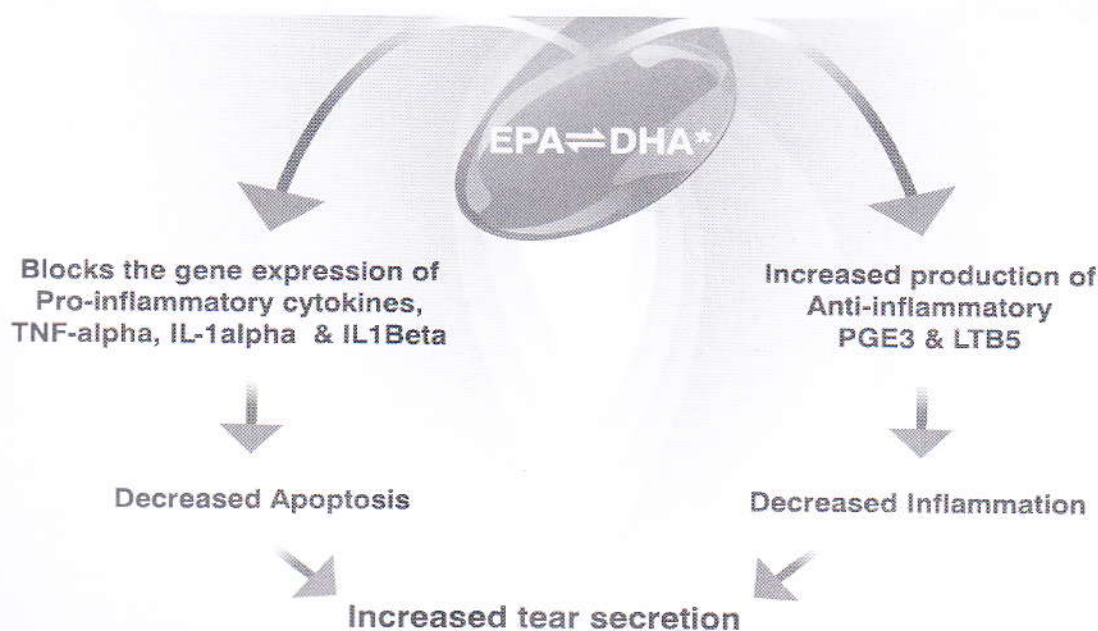 EPA⇌DHA*
Blocks the gene expression of
Pro-inflammatory cytokines,
TNF-alpha, IL-1alpha & IL1Beta
Increased production of
Anti-inflammatory
PGE3 & LTB5
Decreased Apoptosis
Decreased Inflammation
Increased tear secretion